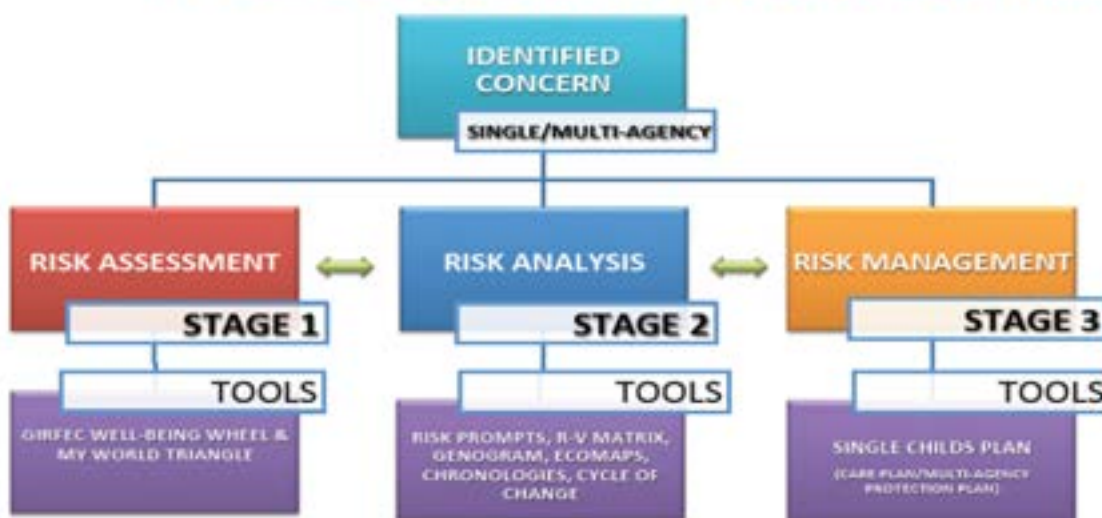 IDENTIFIED
CONCERN
SINGLE/MULTI-AGENCY
RISK ASSESSMENT
STAGE 1
TOOLS
GIRFEC WELL-BEING WHEEL &
MY WORLD TRIANGLE
RISK ANALYSIS
STAGE 2
TOOLS
RISK PROMPTS, R-V MATRIX,
GENOGRAM, ECOMAPS,
CHRONOLOGIES, CYCLE OF
CHANGE
RISK MANAGEMENT
STAGE 3
TOOLS
SINGLE CHILDS PLAN
(CARE PLAN/MULTI-AGENCY
PROTECTION PLAN)